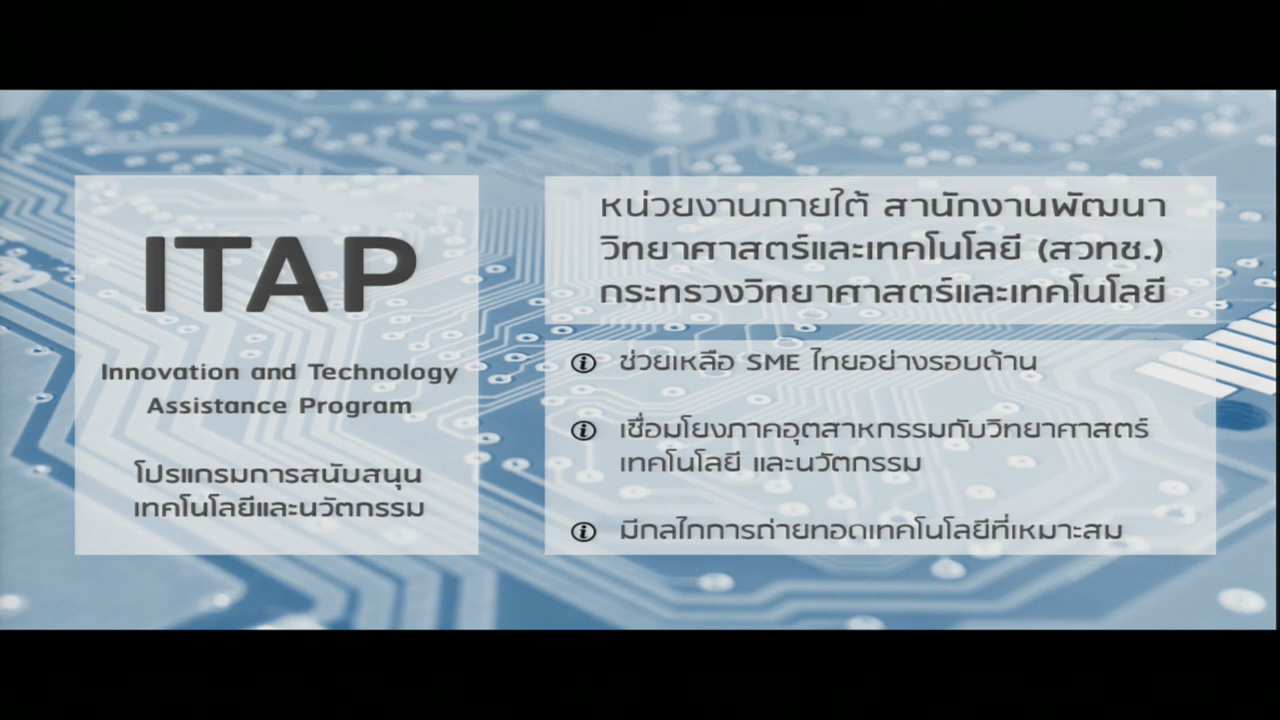 ITAP
Innovation and Technology
Assistance Program
โปรแกรมการสนับสนุน
เทคโนโลยีและนวัตกรรม
หน่วยงานภายใต้ สานักงานพัฒนา
วิทยาศาสตร์และเทคโนโลยี (สวทช.)
กระทรวงวิทยาศาสตร์และเทคโนโลยี
ช่วยเหลือ SME ไทยอย่างรอบด้าน
เชื่อมโยงภาคอุตสาหกรรมกับวิทยาศาสตร์
เทคโนโลยี และนวัตกรรม
มีกลไกการถ่ายทอดเทคโนโลยีที่เหมาะสม